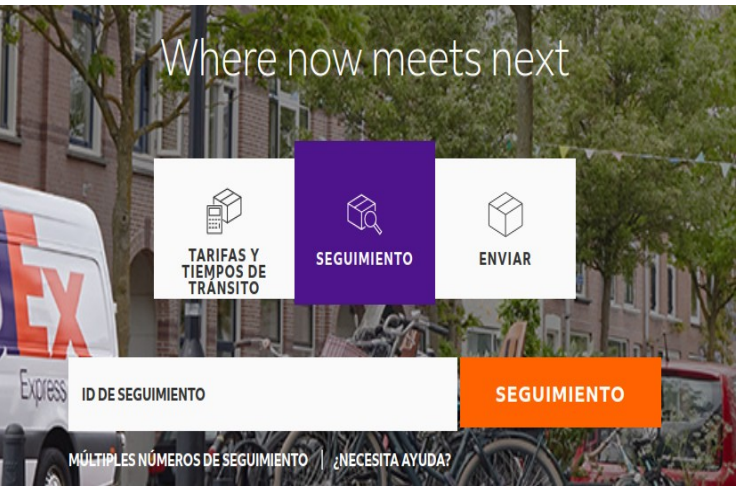 Where now meets next
TARIFAS Y
TIEMPOS DE
TRÁNSITO
SEGUIMIENTO
ENVIAR
Ex
Express
ID DE SEGUIMIENTO
SEGUIMIENTO
MÚLTIPLES NÚMEROS DE SEGUIMIENTO | ¿NECESITA AYUDA?